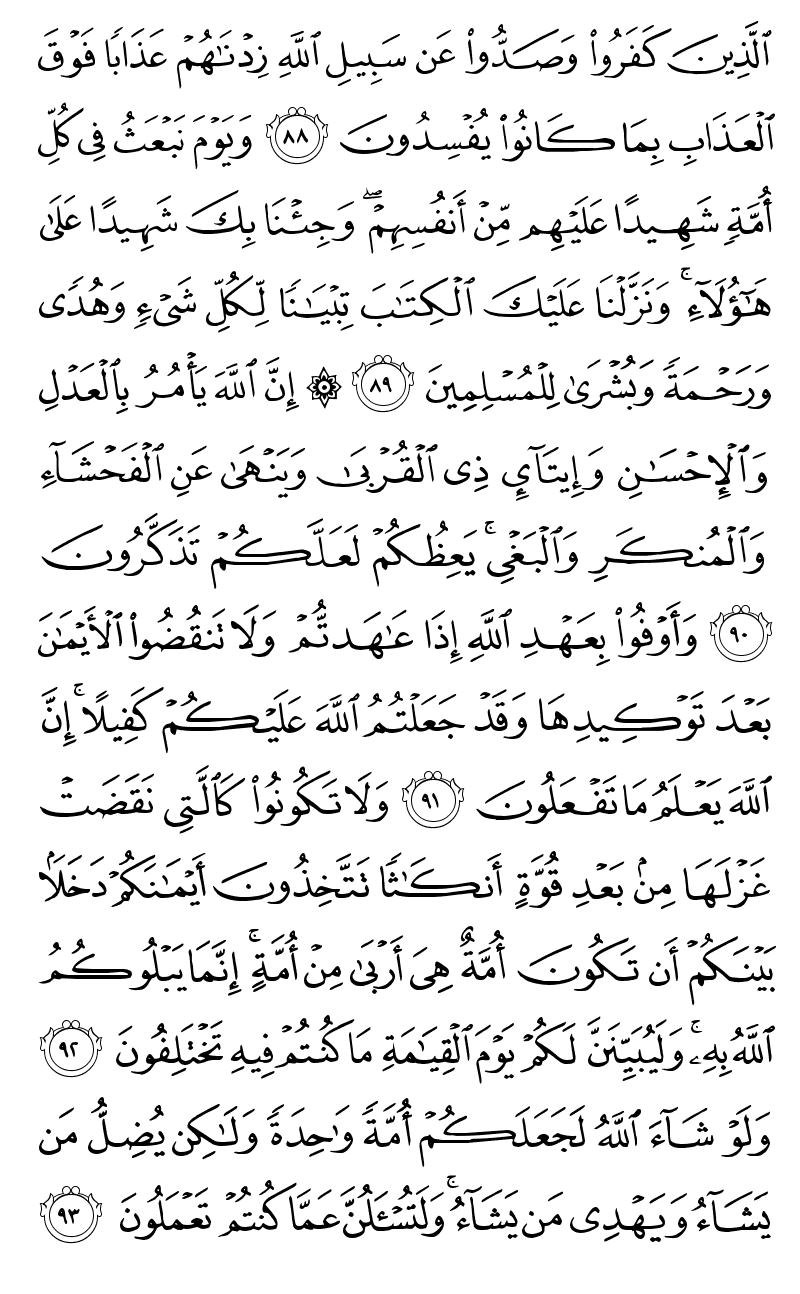 ٱلَّذِينَ كَفَرُوا۟ وَصَدُّوا۟ عَن سَبِيلِ ٱللَّهِ زِدْنَـٰهُمْ عَذَابًا فَوْقَ
ٱلْعَذَابِ بِمَا كَانُوا۟ يُفْسِدُونَ ٨٨ وَيَوْمَ نَبْعَثُ فِى كُلِّ
أُمَّةٍ شَهِيدًا عَلَيْهِم مِّنْ أَنفُسِهِمْ ۖ وَجِئْنَا بِكَ شَهِيدًا عَلَىٰ
هَـٰٓؤُلَآءِ ۚ وَنَزَّلْنَا عَلَيْكَ ٱلْكِتَـٰبَ تِبْيَـٰنًا لِّكُلِّ شَىْءٍ وَهُدًى
وَرَحْمَةً وَبُشْرَىٰ لِلْمُسْلِمِينَ ٨٩ ۞ إِنَّ ٱللَّهَ يَأْمُرُ بِٱلْعَدْلِ
وَٱلْإِحْسَـٰنِ وَإِيتَآئِ ذِى ٱلْقُرْبَىٰ وَيَنْهَىٰ عَنِ ٱلْفَحْشَآءِ
وَٱلْمُنكَرِ وَٱلْبَغْىِ ۚ يَعِظُكُمْ لَعَلَّكُمْ تَذَكَّرُونَ
٩٠ وَأَوْفُوا۟ بِعَهْدِ ٱللَّهِ إِذَا عَـٰهَدتُّمْ وَلَا تَنقُضُوا۟ ٱلْأَيْمَـٰنَ
بَعْدَ تَوْكِيدِهَا وَقَدْ جَعَلْتُمُ ٱللَّهَ عَلَيْكُمْ كَفِيلًا ۚ إِنَّ
ٱللَّهَ يَعْلَمُ مَا تَفْعَلُونَ ٩١ وَلَا تَكُونُوا۟ كَٱلَّتِى نَقَضَتْ
غَزْلَهَا مِنۢ بَعْدِ قُوَّةٍ أَنكَـٰثًا تَتَّخِذُونَ أَيْمَـٰنَكُمْ دَخَلًۢا
بَيْنَكُمْ أَن تَكُونَ أُمَّةٌ هِىَ أَرْبَىٰ مِنْ أُمَّةٍ ۚ إِنَّمَا يَبْلُوكُمُ
ٱللَّهُ بِهِۦ ۚ وَلَيُبَيِّنَنَّ لَكُمْ يَوْمَ ٱلْقِيَـٰمَةِ مَا كُنتُمْ فِيهِ تَخْتَلِفُونَ ٩٢
وَلَوْ شَآءَ ٱللَّهُ لَجَعَلَكُمْ أُمَّةً وَٰحِدَةً وَلَـٰكِن يُضِلُّ مَن
يَشَآءُ وَيَهْدِى مَن يَشَآءُ ۚ وَلَتُسْـَٔلُنَّ عَمَّا كُنتُمْ تَعْمَلُونَ ٩٣